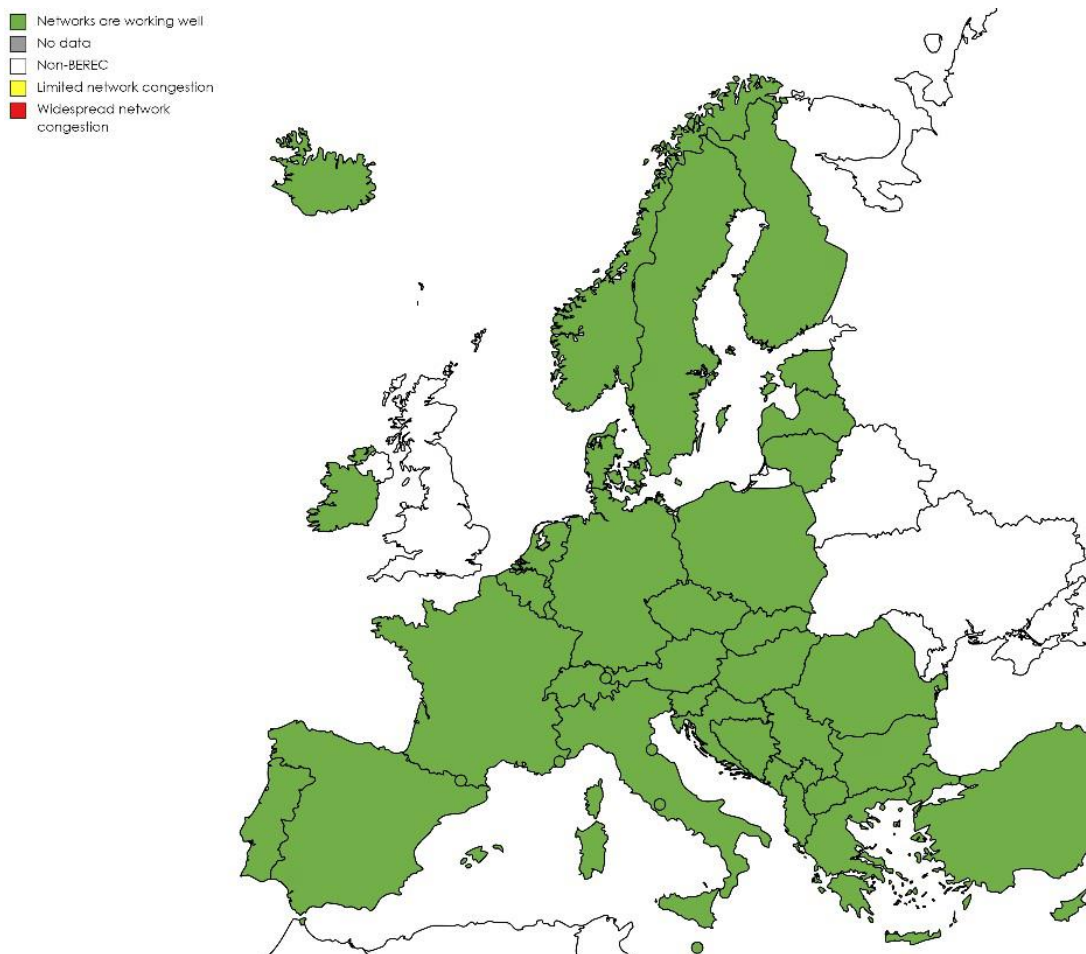 Networks are working well
No data
Non-BEREC
Limited network congestion
Widespread network
congestion